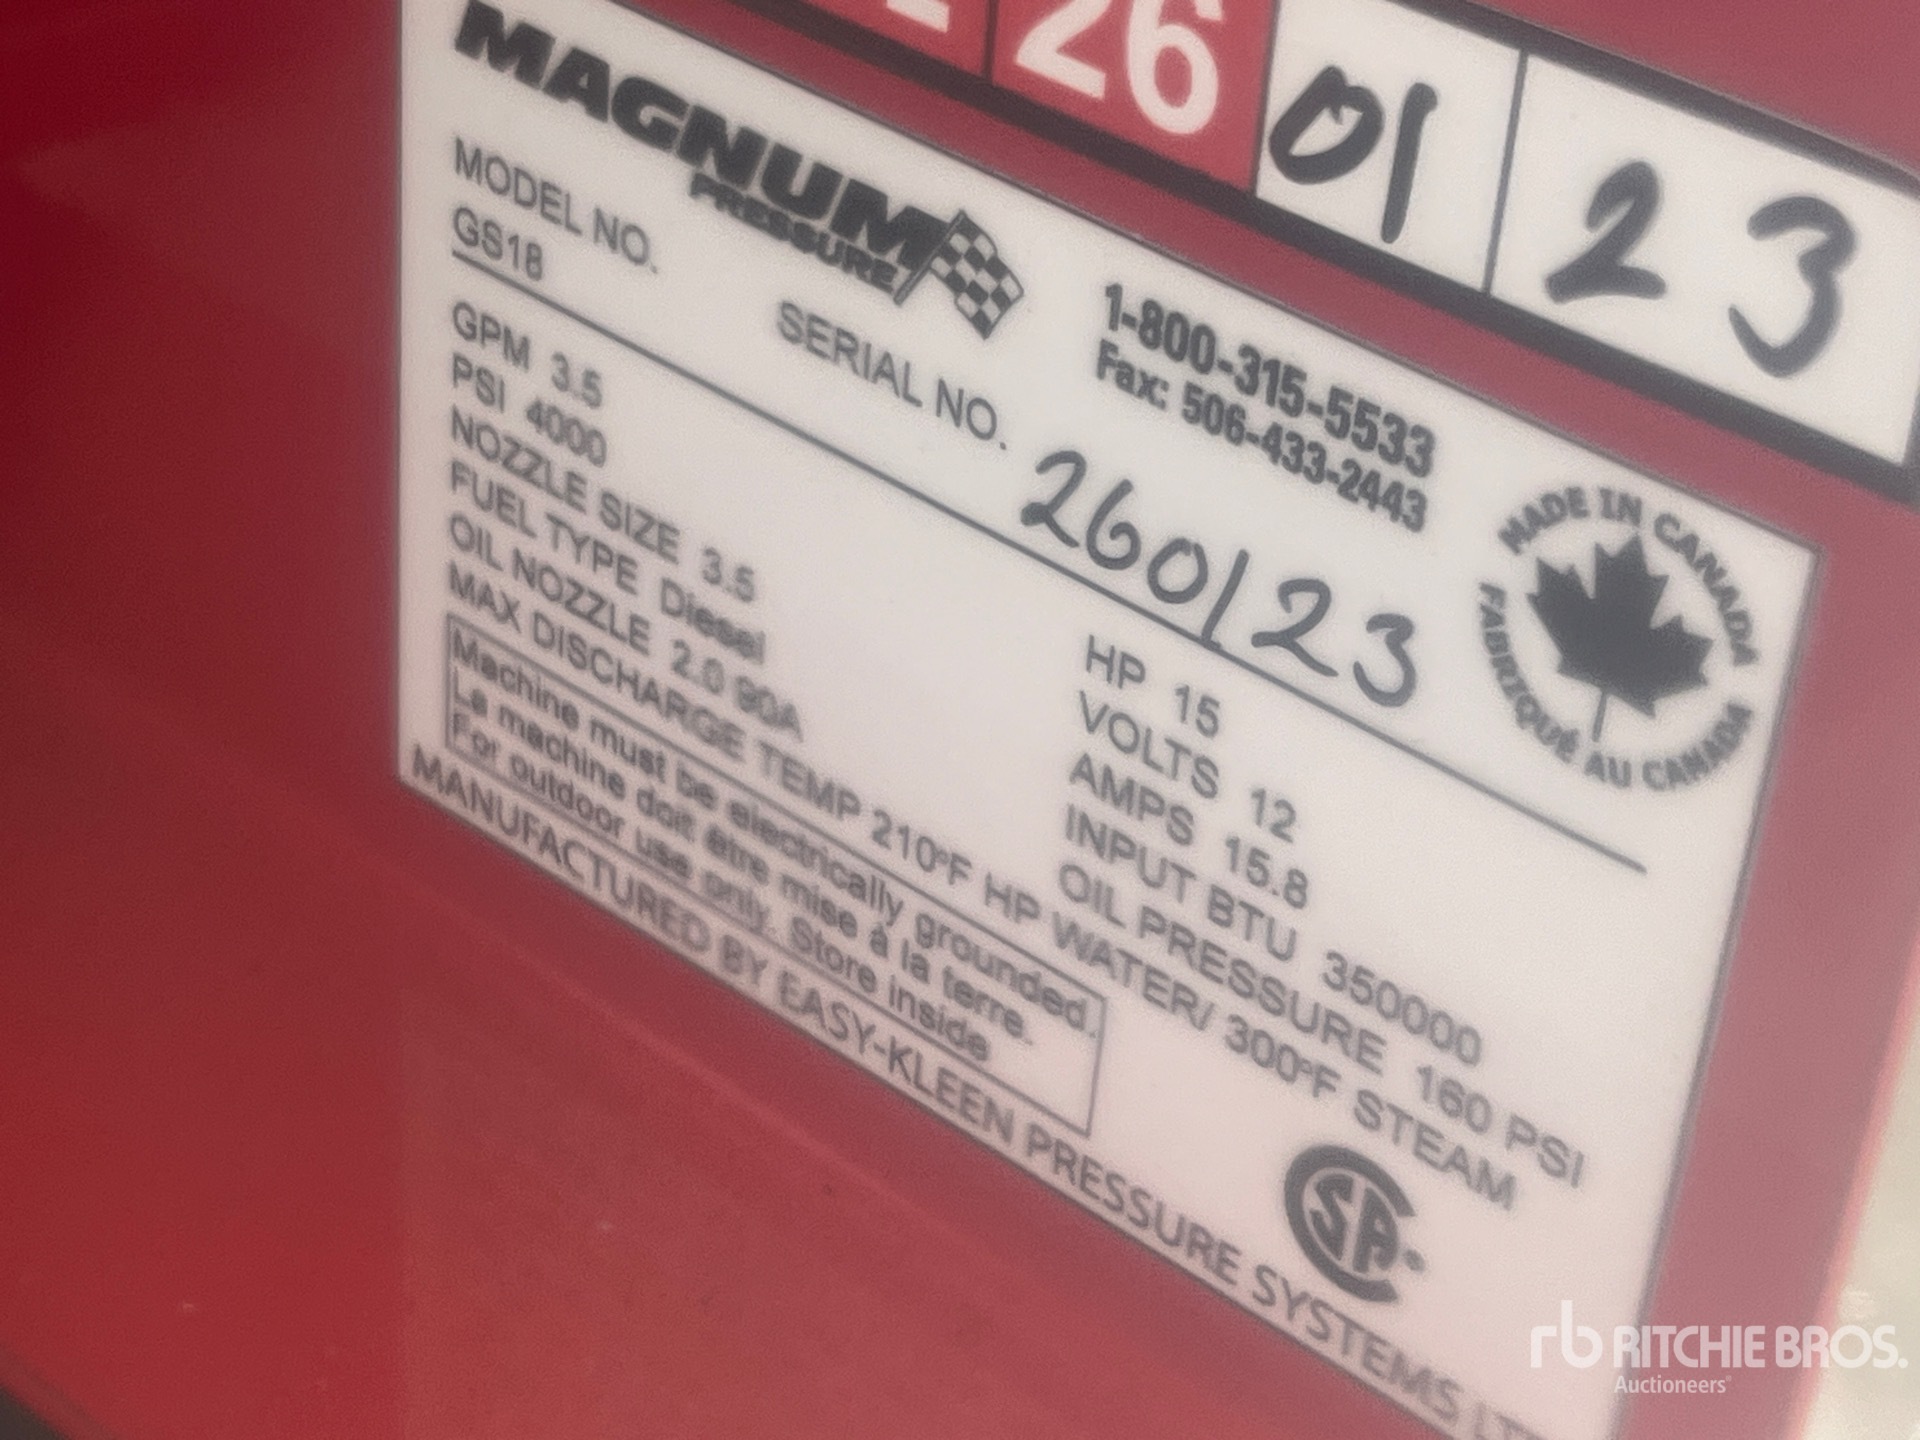 26 01 23
MAGNUM
PRESSURE
1-800-315-5533
Fax: 506-433-2443
MODEL NO.
GS18
SERIAL NO. 260123
MADE IN CANADA
FABRIQUÉ AU CANADA
GPM 3.5
PSI 4000
NOZZLE SIZE 3.5
FUEL TYPE Diesel
OIL NOZZLE 2.0 90A
MAX DISCHARGE TEMP 210°F HP WATER/ 300°F STEAM
HP 15
VOLTS 12
AMPS 15.8
INPUT BTU 350000
OIL PRESSURE 160 PSI
Machine must be electrically grounded.
La machine doit être mise à la terre.
For outdoor use only. Store inside
MANUFACTURED BY EASY-KLEEN PRESSURE SYSTEMS
CSA
rb RITCHIE BROS.
Auctioneers